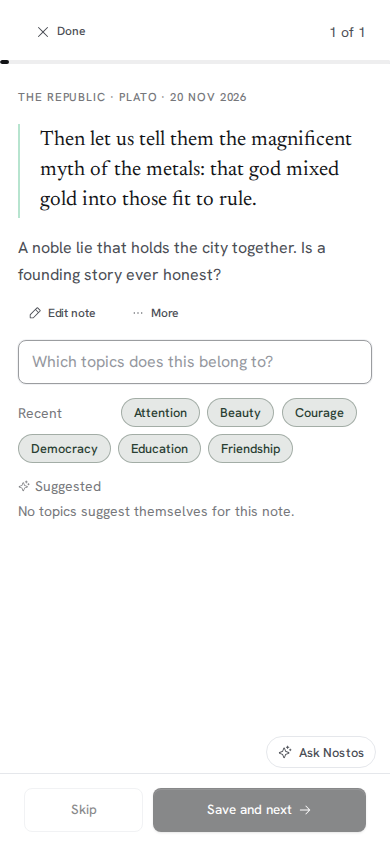 Done
1 of 1
THE REPUBLIC · PLATO · 20 NOV 2026
Then let us tell them the magnificent
myth of the metals: that god mixed
gold into those fit to rule.
A noble lie that holds the city together. Is a
founding story ever honest?
Edit note
··· More
Which topics does this belong to?
Recent Attention Beauty Courage
Democracy Education Friendship
Suggested
No topics suggest themselves for this note.
Ask Nostos
Skip
Save and next →